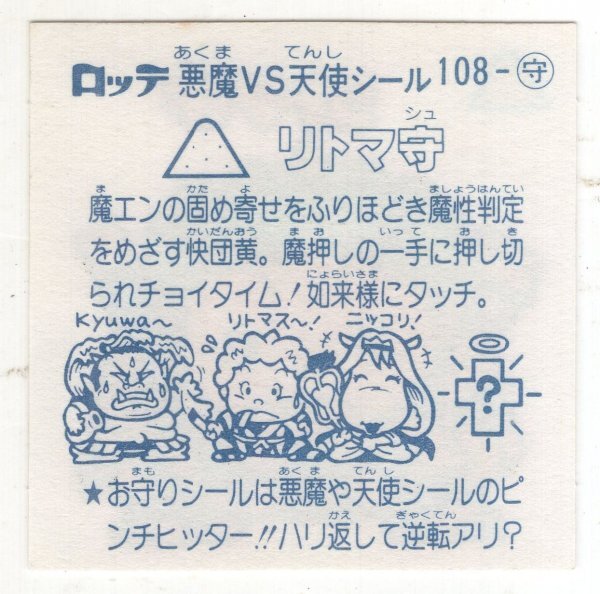 ロッテ 悪魔VS天使シール 108-守
あくま てんし
リトマ守
シュ
魔エンの固め寄せをふりほどき魔性判定
ま かた よ ましょうはんてい
をめざす快団黄。魔押しの一手に押し切
かいだんおう まお いって お き
られチョイタイム!如来様にタッチ。
にょらいさま
Kyuwa〜 リトマス〜! ニッコリ!
?
★お守りシールは悪魔や天使シールのピ
まも あくま てんし
ンチヒッター!!ハリ返して逆転アリ?
かえ ぎゃくてん